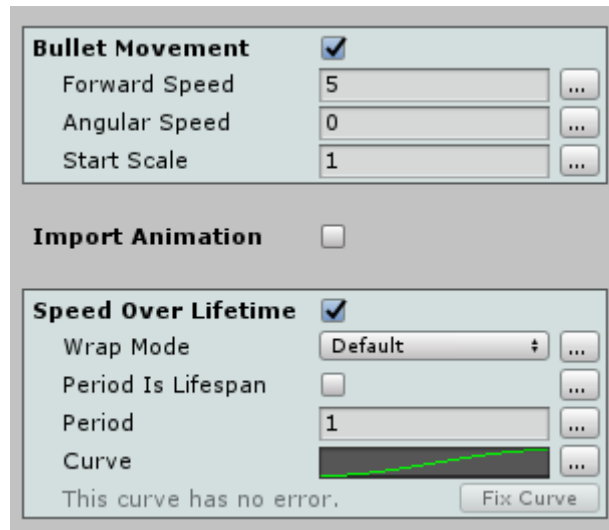 Bullet Movement
Forward Speed 5 ...
Angular Speed 0 ...
Start Scale 1 ...
Import Animation
Speed Over Lifetime
Wrap Mode Default ...
Period Is Lifespan ...
Period 1 ...
Curve ...
This curve has no error. Fix Curve